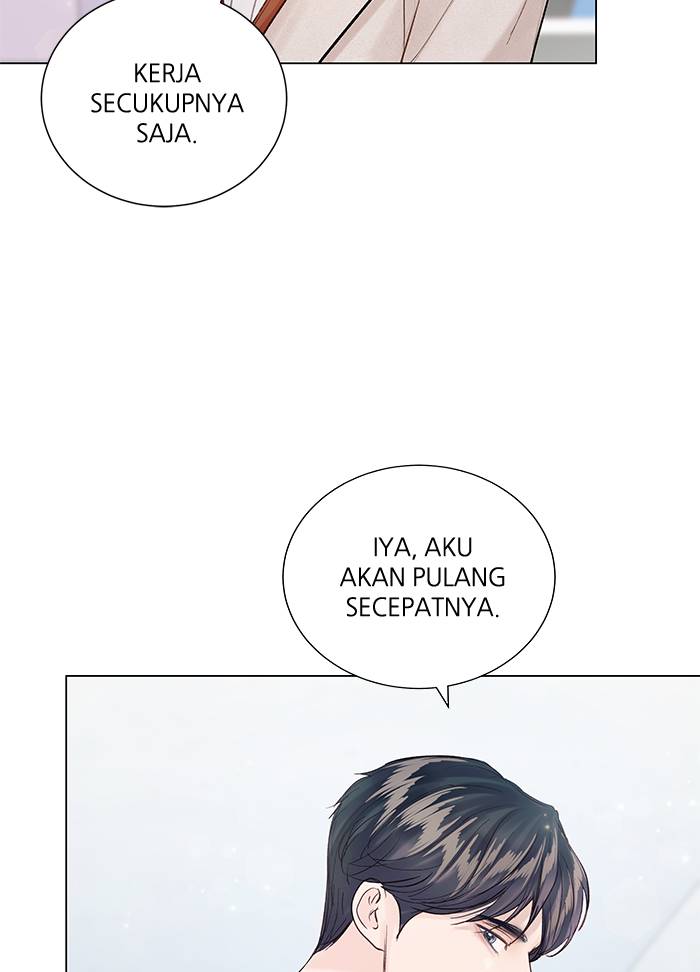 KERJA
SECUKUPNYA
SAJA.
IYA, AKU
AKAN PULANG
SECEPATNYA.